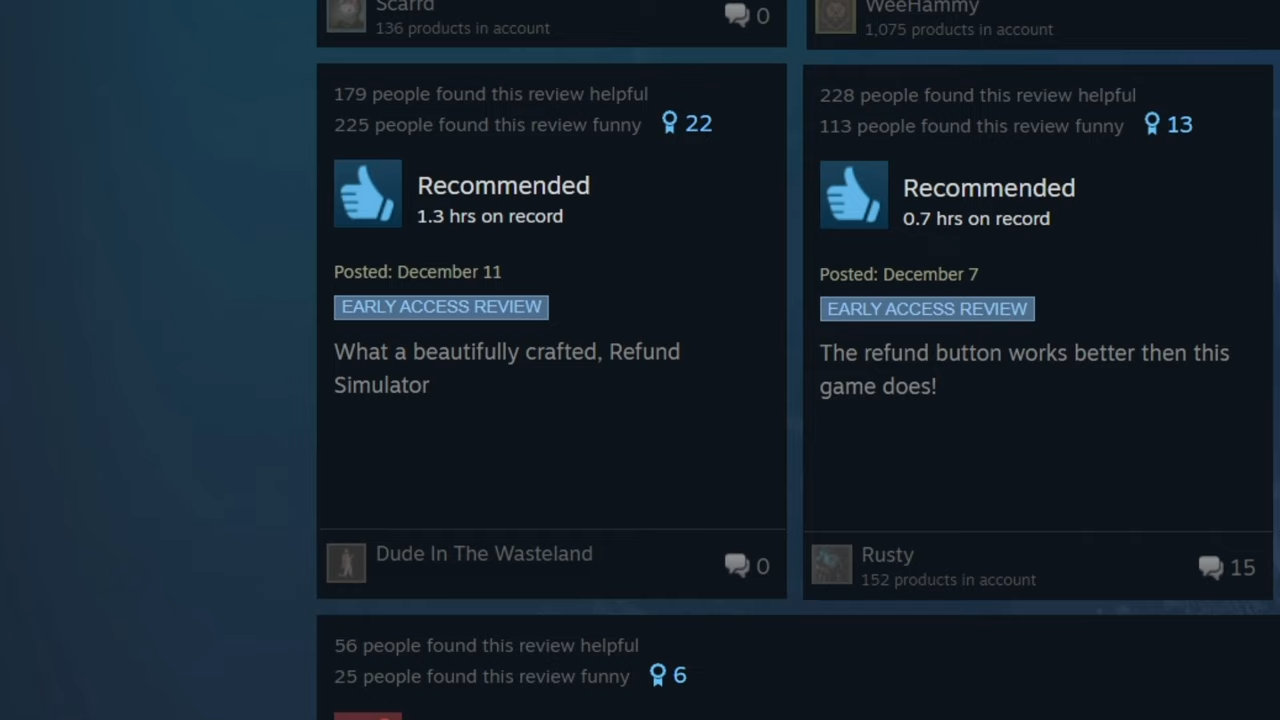 Scarrd
136 products in account
0
WeeHammy
1,075 products in account
179 people found this review helpful
225 people found this review funny 22
Recommended
1.3 hrs on record
Posted: December 11
EARLY ACCESS REVIEW
What a beautifully crafted, Refund
Simulator
Dude In The Wasteland
0
228 people found this review helpful
113 people found this review funny 13
Recommended
0.7 hrs on record
Posted: December 7
EARLY ACCESS REVIEW
The refund button works better then this
game does!
Rusty
152 products in account
15
56 people found this review helpful
25 people found this review funny 6